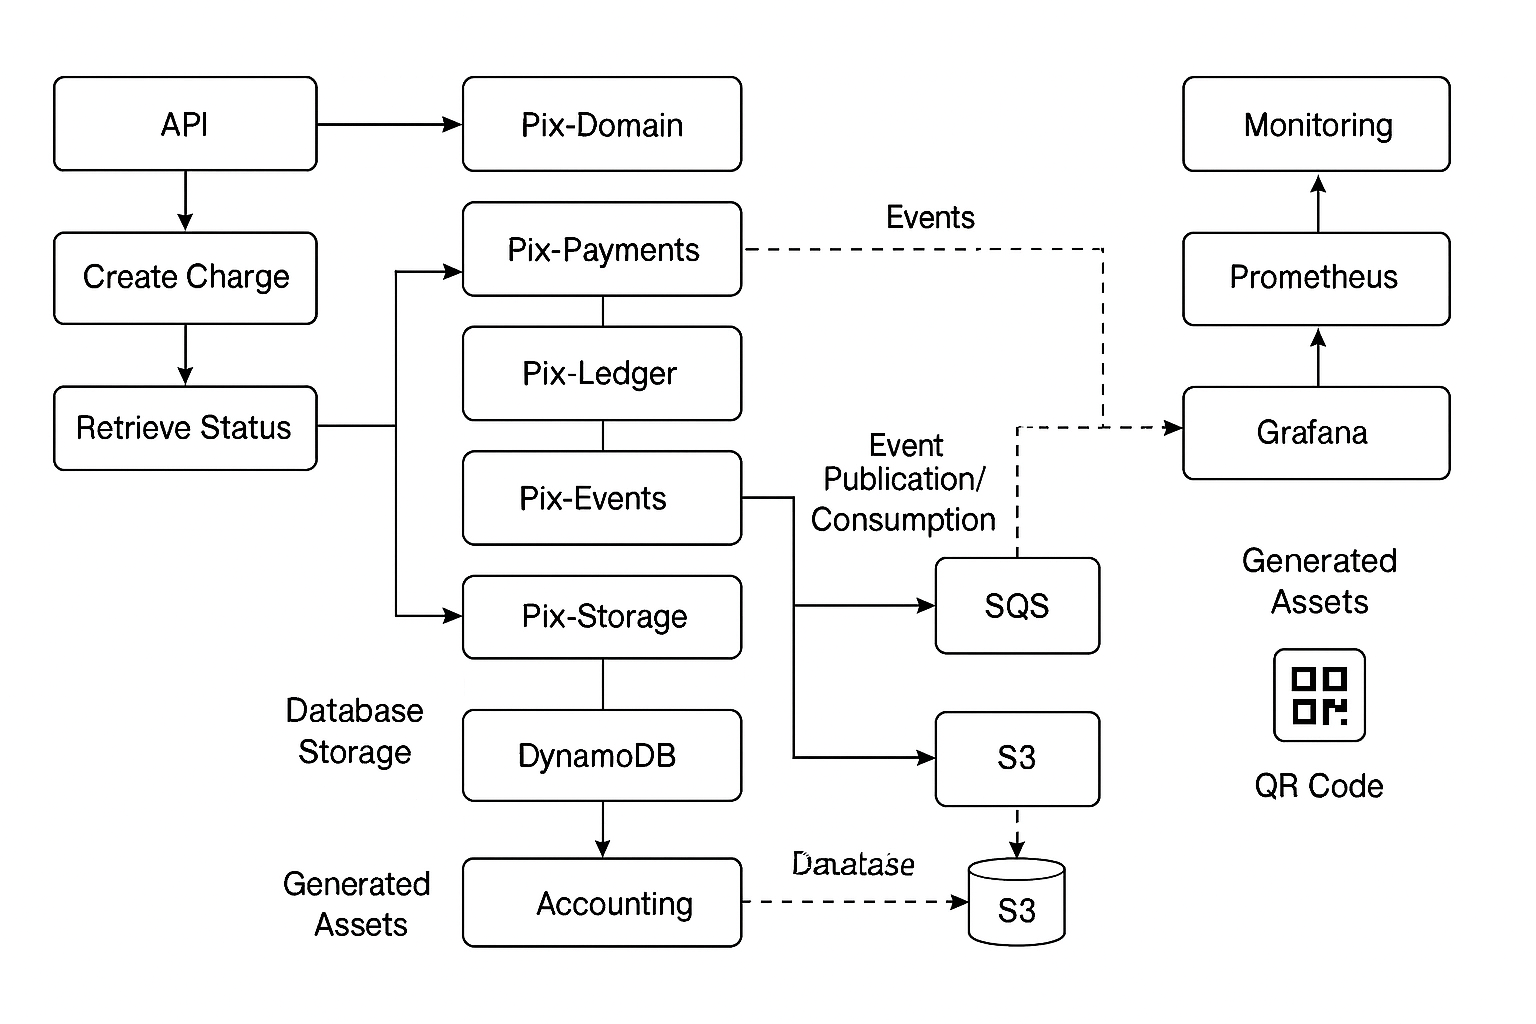 API
Pix-Domain
Monitoring
Create Charge
Pix-Payments
Events
Prometheus
Retrieve Status
Pix-Ledger
Grafana
Pix-Events
Event
Publication/
Consumption
Pix-Storage
SQS
Generated
Assets
Database
Storage
DynamoDB
S3
QR Code
Generated
Assets
Accounting
S3